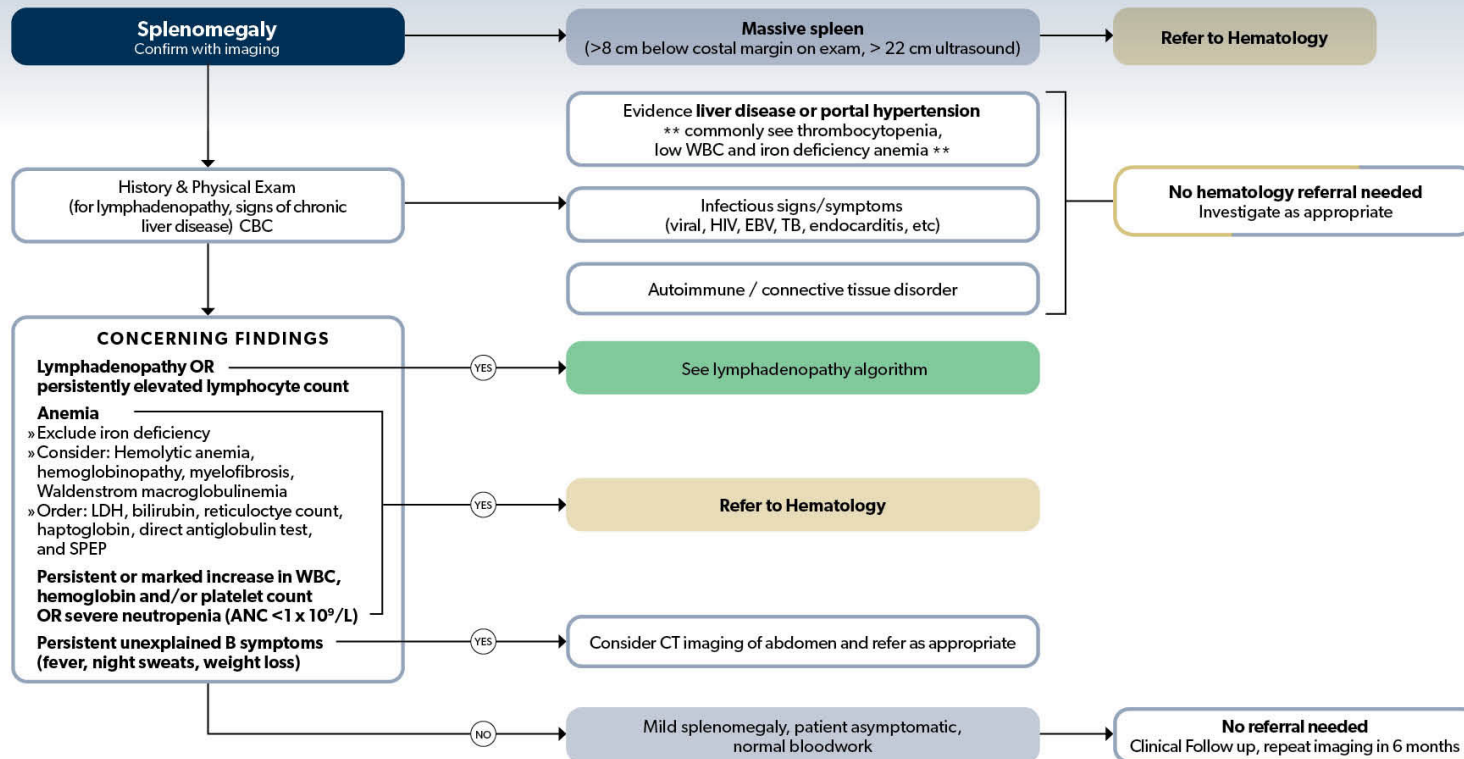 Splenomegaly
Confirm with imaging
Massive spleen
(>8 cm below costal margin on exam, > 22 cm ultrasound)
Refer to Hematology
Evidence liver disease or portal hypertension
** commonly see thrombocytopenia,
low WBC and iron deficiency anemia **
History & Physical Exam
(for lymphadenopathy, signs of chronic
liver disease) CBC
Infectious signs/symptoms
(viral, HIV, EBV, TB, endocarditis, etc)
No hematology referral needed
Investigate as appropriate
Autoimmune / connective tissue disorder
CONCERNING FINDINGS
Lymphadenopathy OR
persistently elevated lymphocyte count
YES
See lymphadenopathy algorithm
Anemia
» Exclude iron deficiency
» Consider: Hemolytic anemia,
hemoglobinopathy, myelofibrosis,
Waldenstrom macroglobulinemia
» Order: LDH, bilirubin, reticuloctye count,
haptoglobin, direct antiglobulin test,
and SPEP
Persistent or marked increase in WBC,
hemoglobin and/or platelet count
OR severe neutropenia (ANC <1 x 10⁹/L)
YES
Refer to Hematology
Persistent unexplained B symptoms
(fever, night sweats, weight loss)
YES
Consider CT imaging of abdomen and refer as appropriate
NO
Mild splenomegaly, patient asymptomatic,
normal bloodwork
No referral needed
Clinical Follow up, repeat imaging in 6 months